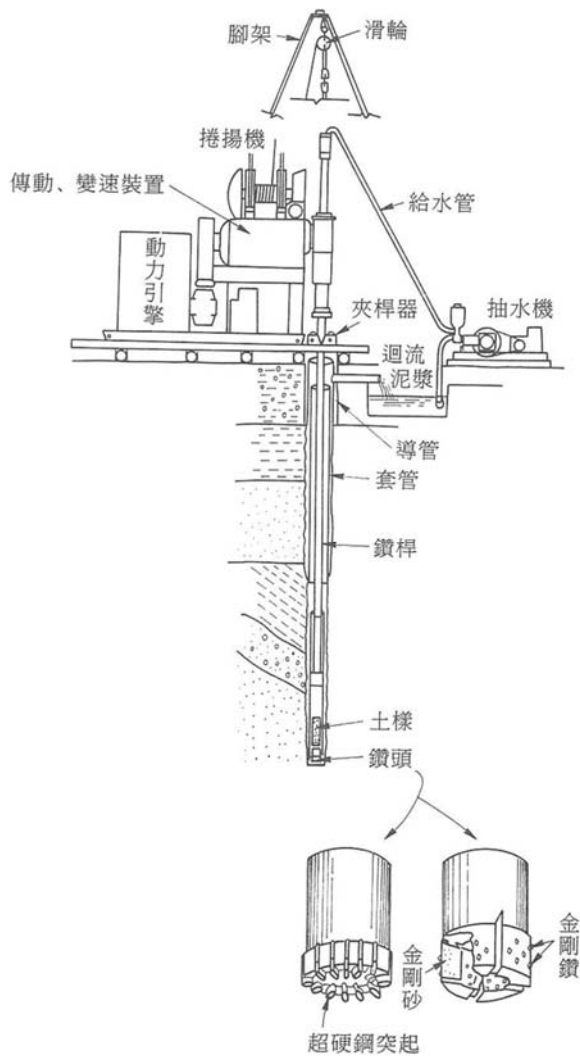 腳架
滑輪
捲揚機
傳動、變速裝置
給水管
動力引擎
夾桿器
抽水機
迴流
泥漿
導管
套管
鑽桿
土樣
鑽頭
金剛砂
金剛鑽
超硬鋼突起